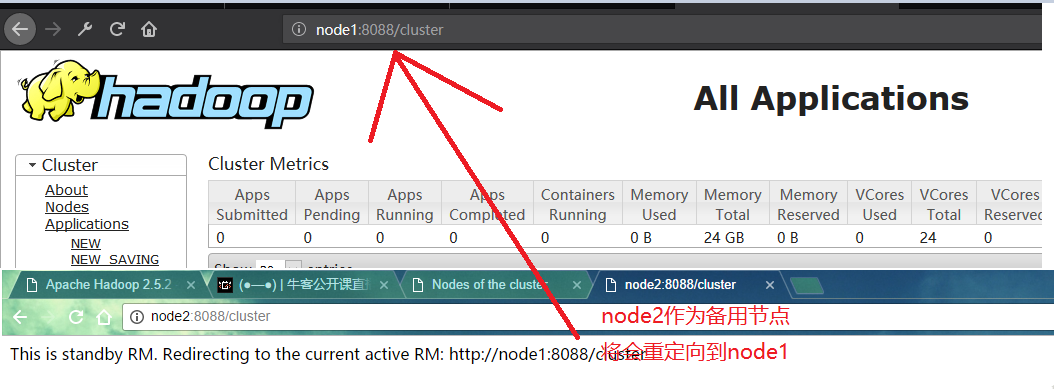 node1:8088/cluster
hadoop
All Applications
Cluster
About
Nodes
Applications
NEW
NEW_SAVING
Cluster Metrics
Apps Submitted Apps Pending Apps Running Apps Completed Containers Running Memory Used Memory Total Memory Reserved VCores Used VCores Total VCores Reserved
0 0 0 0 0 0 B 24 GB 0 B 0 24 0
Show 20 entries
Apache Hadoop 2.5.2 (●—●) | 牛客公开课直 Nodes of the cluster node2:8088/cluster
node2:8088/cluster
node2作为备用节点
This is standby RM. Redirecting to the current active RM: http://node1:8088/cluster
将会重定向到node1